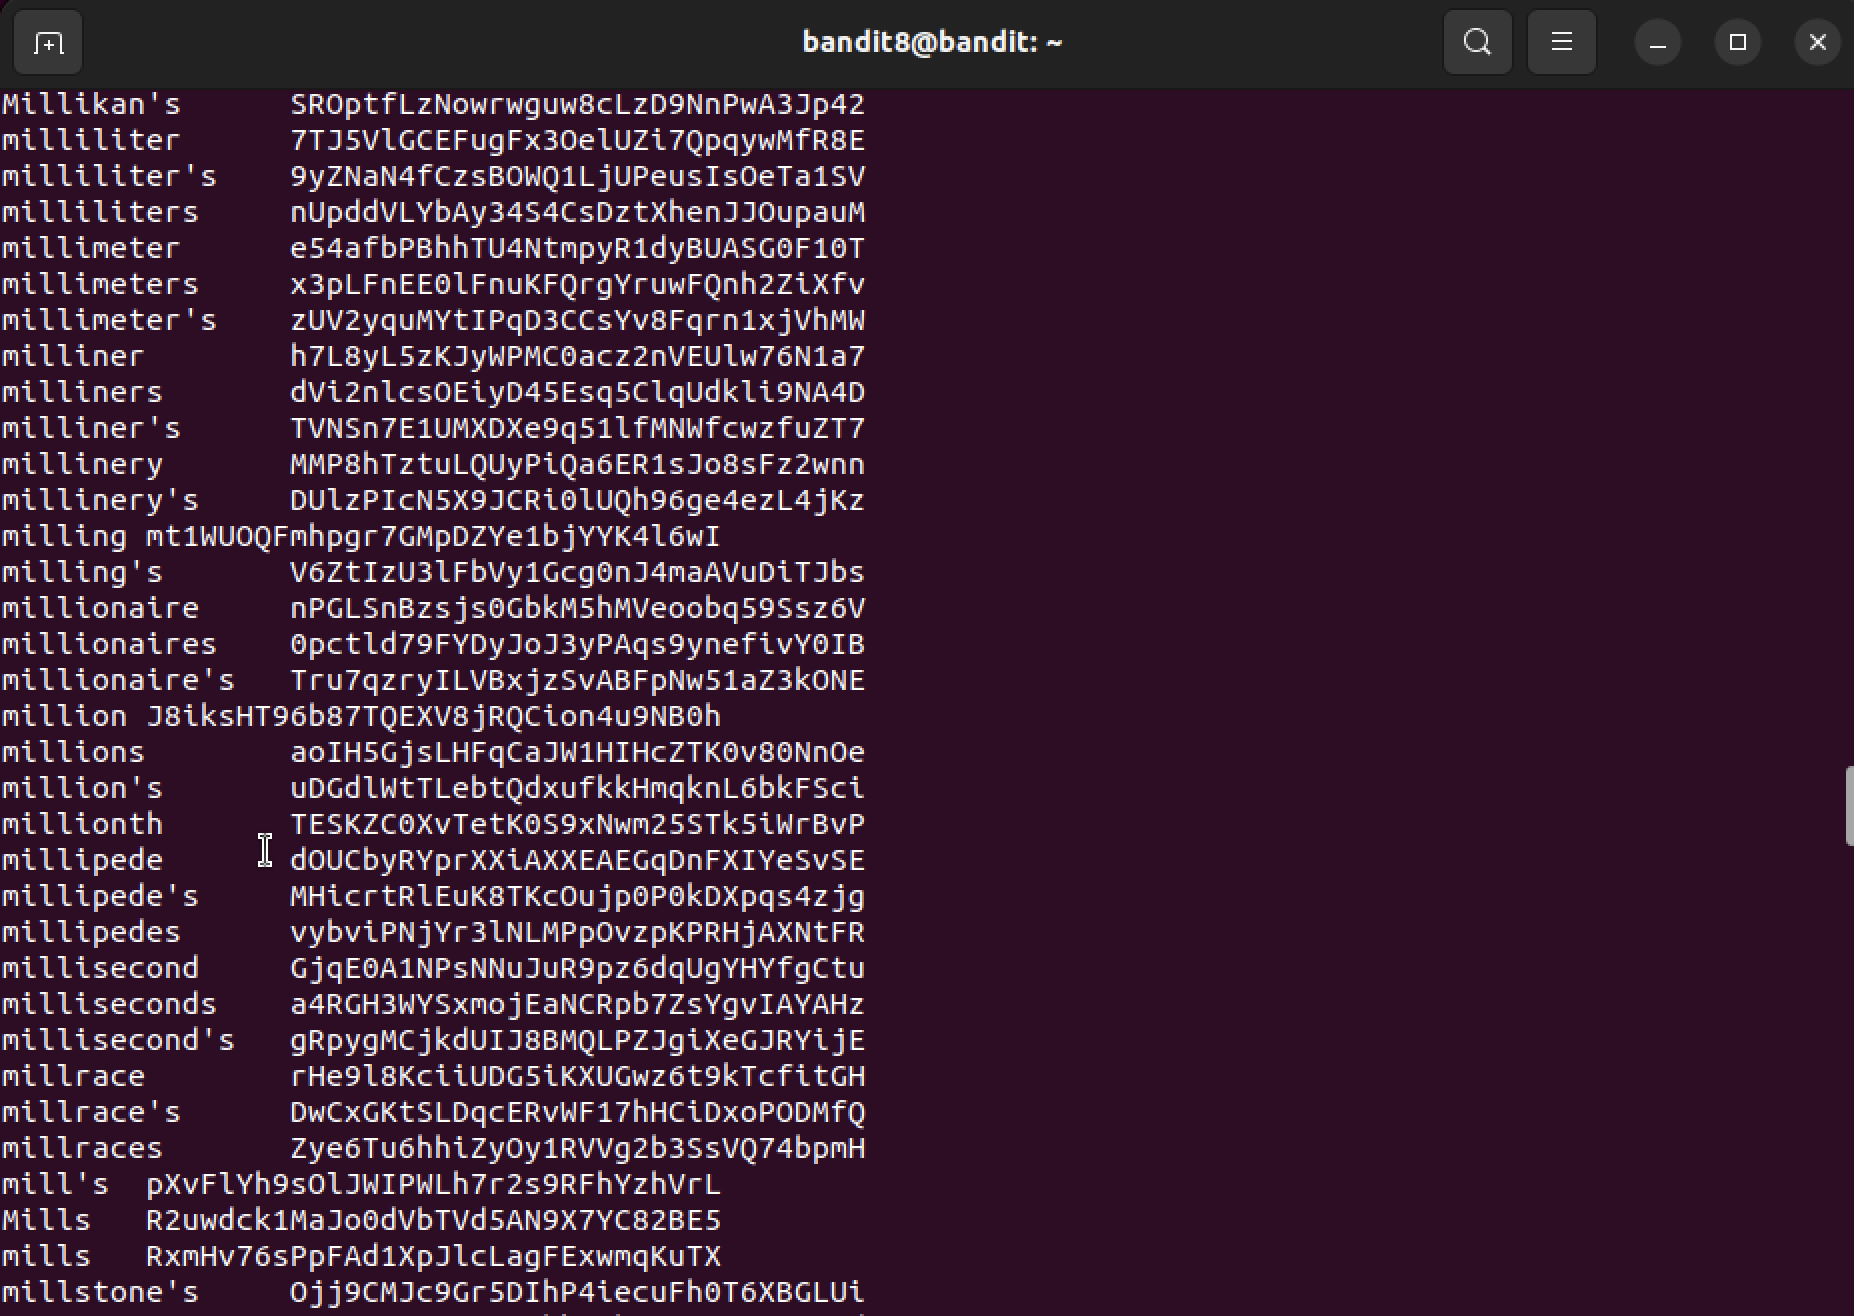 bandit8@bandit: ~
Millikan's SROptfLzNowrwguw8cLzD9NnPwA3Jp42
milliliter 7TJ5VlGCEFugFx3OelUZi7QpqywMfR8E
milliliter's 9yZNaN4fCzsBOWQ1LjUPeusIsOeTa1SV
milliliters nUpddVLYbAy34S4CsDztXhenJJOupauM
millimeter e54afbPBhhTU4NtmpyR1dyBUASG0F10T
millimeters x3pLFnEE0lFnuKFQrgYruwFQnh2ZiXfv
millimeter's zUV2yquMYtIPqD3CCsYv8Fqrn1xjVhMW
milliner h7L8yL5zKJyWPMC0acz2nVEUlw76N1a7
milliners dVi2nlcsOEiyD45Esq5ClqUdkli9NA4D
milliner's TVNSn7E1UMXDXe9q51lfMNWfcwzfuZT7
millinery MMP8hTztuLQUyPiQa6ER1sJo8sFz2wnn
millinery's DUlzPIcN5X9JCRi0lUQh96ge4ezL4jKz
milling mt1WUOQFmhpgr7GMpDZYe1bjYYK4l6wI
milling's V6ZtIzU3lFbVy1Gcg0nJ4maAVuDiTJbs
millionaire nPGLSnBzsjs0GbkM5hMVeoobq59Ssz6V
millionaires 0pctld79FYDyJoJ3yPAqs9ynefivY0IB
millionaire's Tru7qzryILVBxjzSvABFpNw51aZ3kONE
million J8iksHT96b87TQEXV8jRQCion4u9NB0h
millions aoIH5GjsLHFqCaJW1HIHcZTK0v80NnOe
million's uDGdlWtTLebtQdxufkkHmqknL6bkFSci
millionth TESKZC0XvTetK0S9xNwm25STk5iWrBvP
millipede dOUCbyRYprXXiAXXEAEGqDnFXIYeSvSE
millipede's MHicrtRlEuK8TKcOujp0P0kDXpqs4zjg
millipedes vybviPNjYr3lNLMPpOvzpKPRHjAXNtFR
millisecond GjqE0A1NPsNNuJuR9pz6dqUgYHYfgCtu
milliseconds a4RGH3WYSxmojEaNCRpb7ZsYgvIAYAHz
millisecond's gRpygMCjkdUIJ8BMQLPZJgiXeGJRYijE
millrace rHe9l8KciiUDG5iKXUGwz6t9kTcfitGH
millrace's DwCxGKtSLDqcERvWF17hHCiDxoPODMfQ
millraces Zye6Tu6hhiZyOy1RVVg2b3SsVQ74bpmH
mill's pXvFlYh9sOlJWIPWLh7r2s9RFhYzhVrL
Mills R2uwdck1MaJo0dVbTVd5AN9X7YC82BE5
mills RxmHv76sPpFAd1XpJlcLagFExwmqKuTX
millstone's Ojj9CMJc9Gr5DIhP4iecuFh0T6XBGLUi